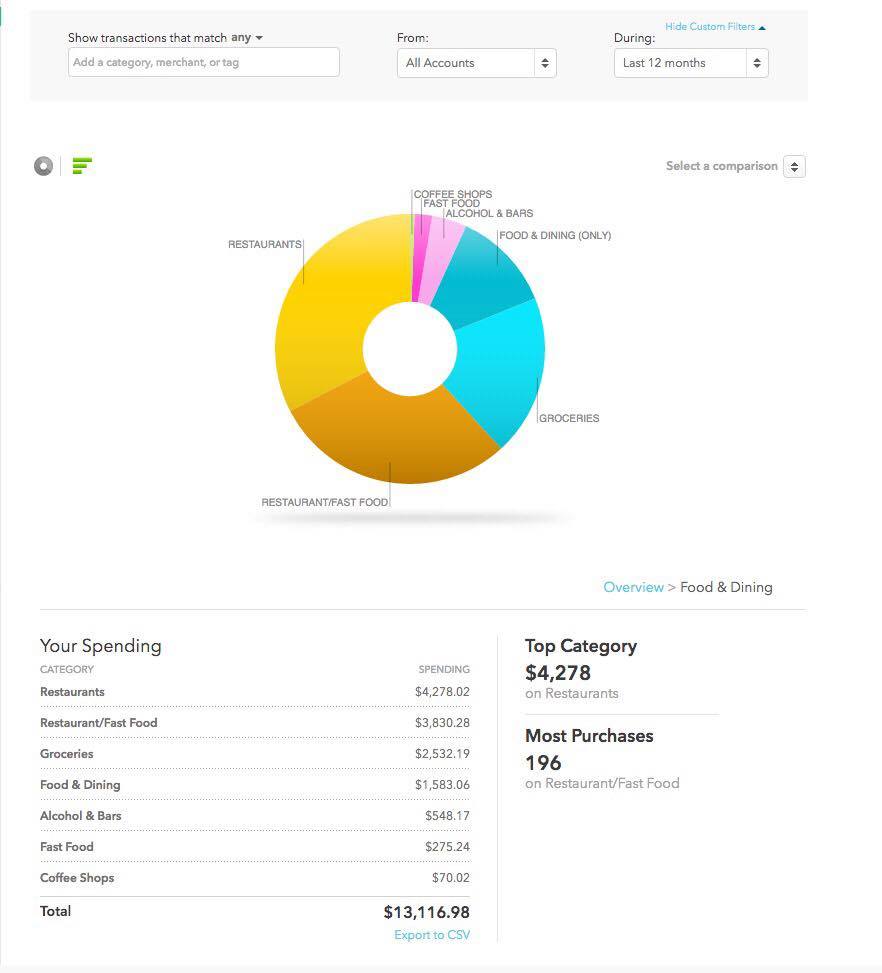 Hide Custom Filters
Show transactions that match any
From:
During:
Add a category, merchant, or tag
All Accounts
Last 12 months
Select a comparison
COFFEE SHOPS
FAST FOOD
ALCOHOL & BARS
FOOD & DINING (ONLY)
RESTAURANTS
GROCERIES
RESTAURANT/FAST FOOD
Overview > Food & Dining
Your Spending
CATEGORY SPENDING
Restaurants $4,278.02
Restaurant/Fast Food $3,830.28
Groceries $2,532.19
Food & Dining $1,583.06
Alcohol & Bars $548.17
Fast Food $275.24
Coffee Shops $70.02
Total $13,116.98
Export to CSV
Top Category
$4,278
on Restaurants
Most Purchases
196
on Restaurant/Fast Food